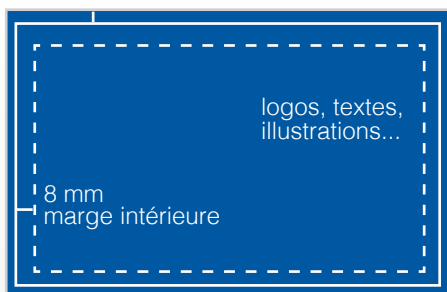 logos, textes,
illustrations...
8 mm
marge intérieure